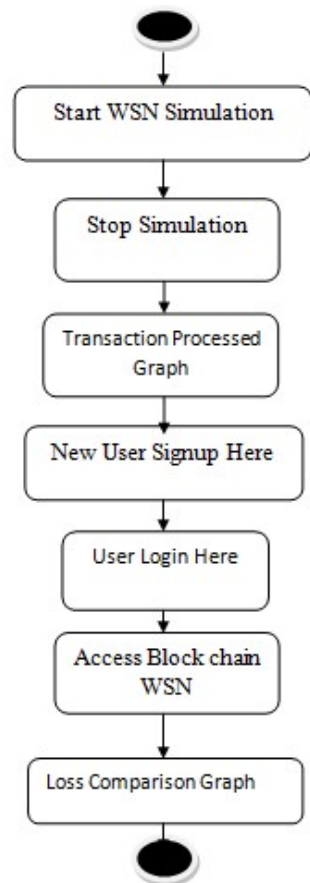 Start WSN Simulation
Stop Simulation
Transaction Processed
Graph
New User Signup Here
User Login Here
Access Block chain
WSN
Loss Comparison Graph